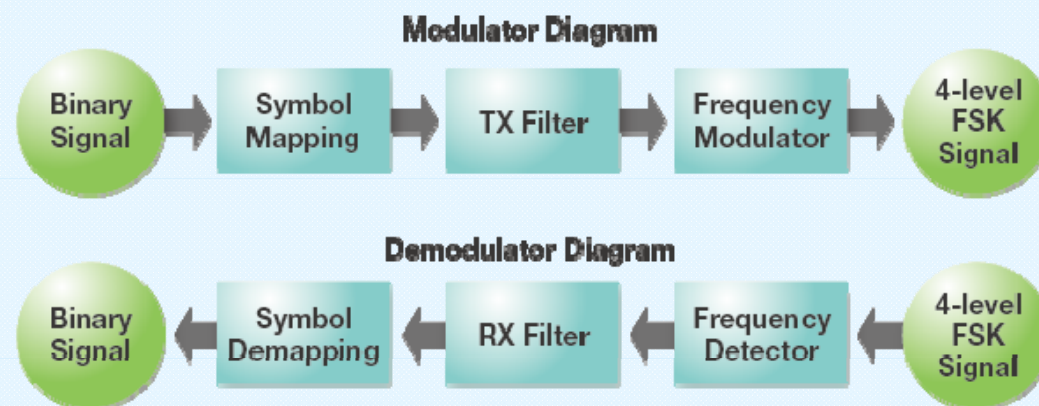 Modulator Diagram
Binary
Signal
Symbol
Mapping
TX Filter
Frequency
Modulator
4-level
FSK
Signal
Demodulator Diagram
Binary
Signal
Symbol
Demapping
RX Filter
Frequency
Detector
4-level
FSK
Signal